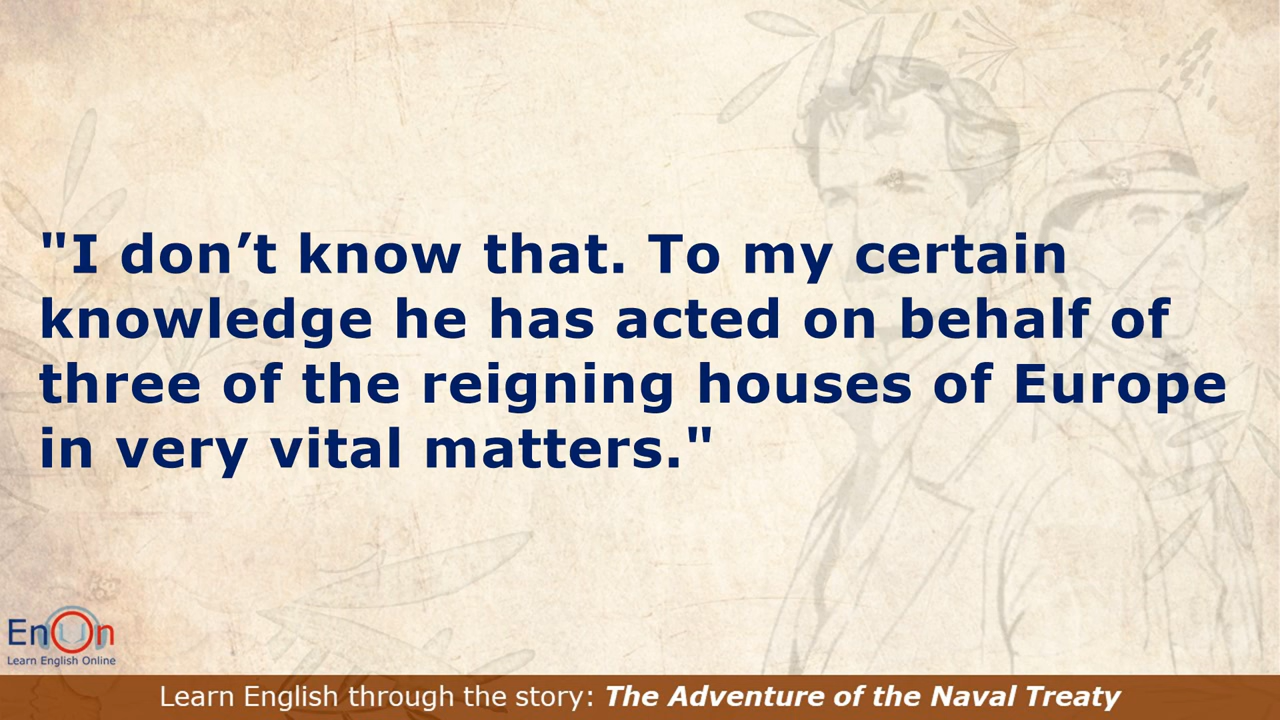 "I don’t know that. To my certain
knowledge he has acted on behalf of
three of the reigning houses of Europe
in very vital matters."
EnOn
Learn English Online
Learn English through the story: The Adventure of the Naval Treaty